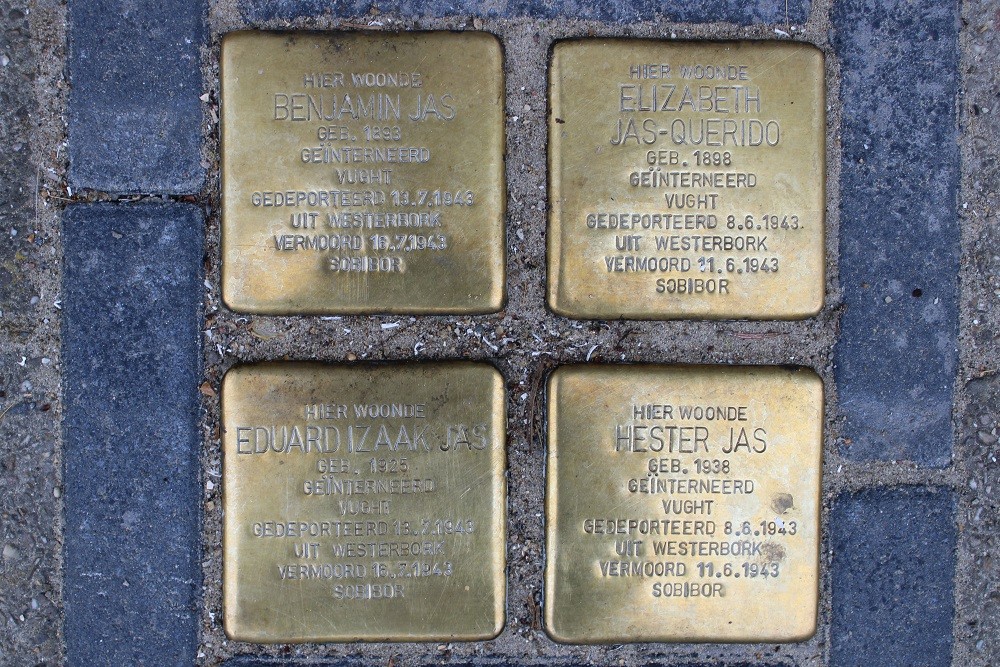 HIER WOONDE
BENJAMIN JAS
GEB. 1893
GEÏNTERNEERD
VUGHT
GEDEPORTEERD 13.7.1943
UIT WESTERBORK
VERMOORD 16.7.1943
SOBIBOR
HIER WOONDE
ELIZABETH
JAS-QUERIDO
GEB. 1898
GEÏNTERNEERD
VUGHT
GEDEPORTEERD 8.6.1943
UIT WESTERBORK
VERMOORD 11.6.1943
SOBIBOR
HIER WOONDE
EDUARD IZAAK JAS
GEB. 1925
GEÏNTERNEERD
VUGHT
GEDEPORTEERD 13.7.1943
UIT WESTERBORK
VERMOORD 16.7.1943
SOBIBOR
HIER WOONDE
HESTER JAS
GEB. 1938
GEÏNTERNEERD
VUGHT
GEDEPORTEERD 8.6.1943
UIT WESTERBORK
VERMOORD 11.6.1943
SOBIBOR